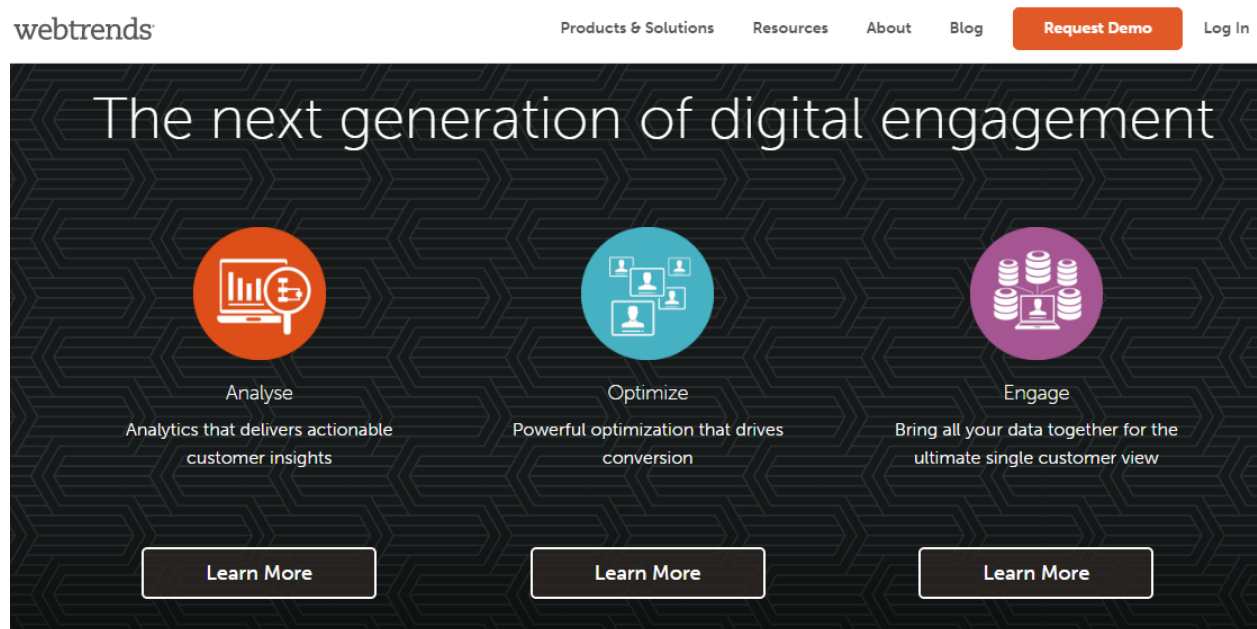 webtrends
Products & Solutions Resources About Blog Request Demo Log In
The next generation of digital engagement
Analyse
Analytics that delivers actionable
customer insights
Learn More
Optimize
Powerful optimization that drives
conversion
Learn More
Engage
Bring all your data together for the
ultimate single customer view
Learn More